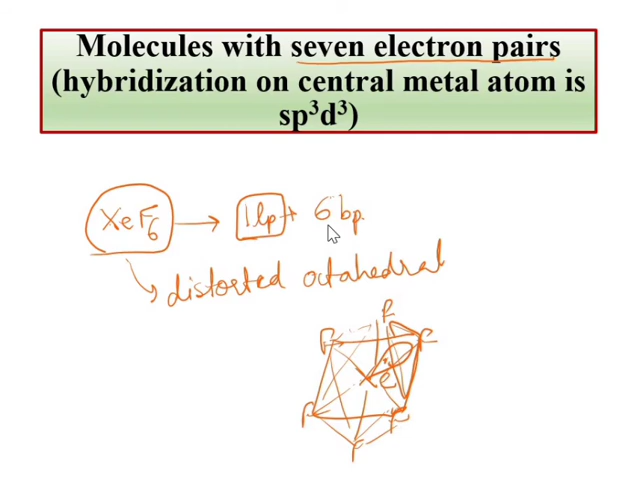 Molecules with seven electron pairs
(hybridization on central metal atom is
sp³d³)
XeF₆ → 1lp + 6 bp
distorted octahedral
F
F F
Xe
F F
F